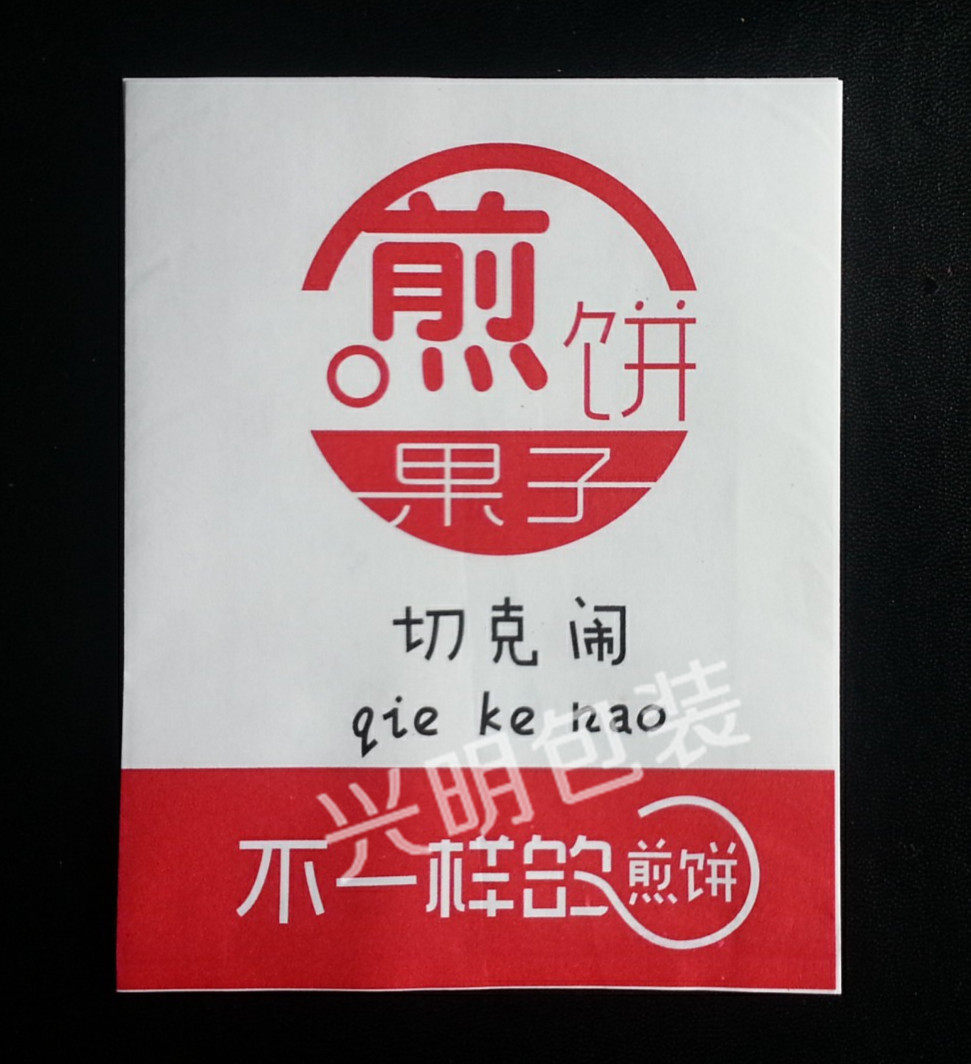 煎饼
果子
切克闹
qie ke nao
不一样的煎饼
兴明包装